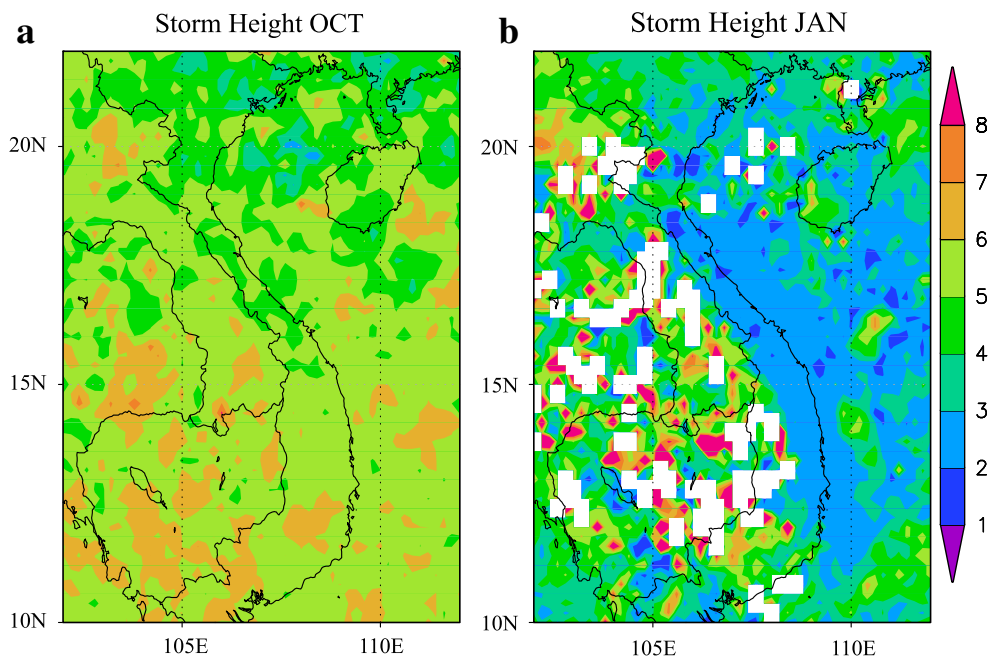 a
Storm Height OCT
b
Storm Height JAN
20N
15N
10N
105E
110E
20N
15N
10N
105E
110E
8
7
6
5
4
3
2
1